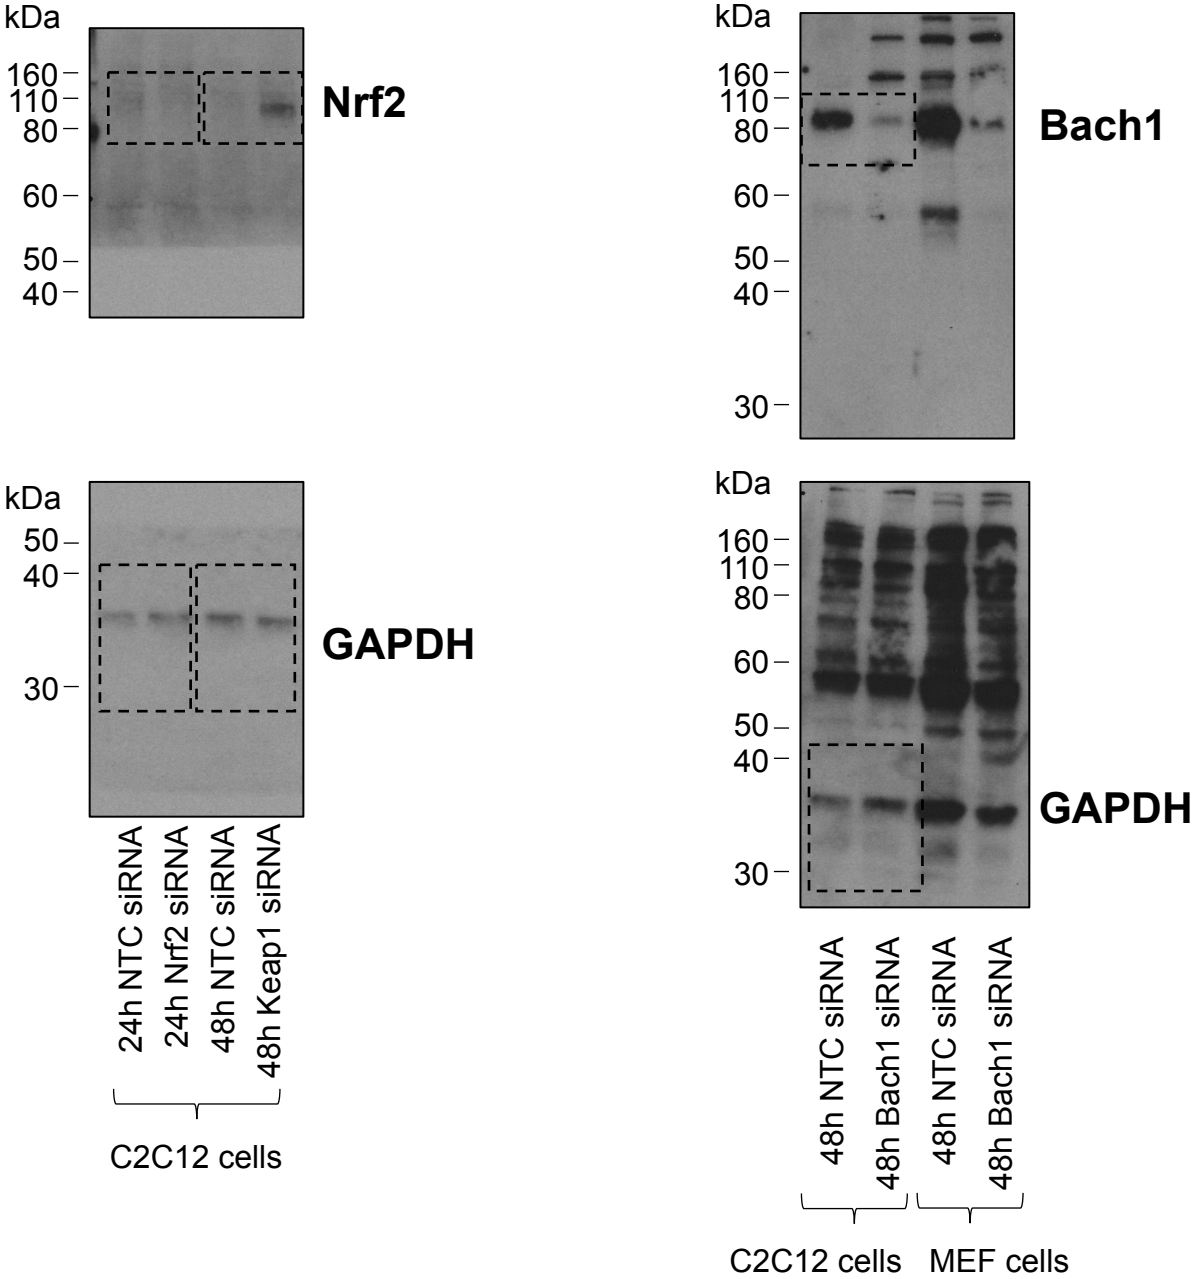 kDa
160
110
80
60
50
40
Nrf2
kDa
160
110
80
60
50
40
30
Bach1
kDa
50
40
30
GAPDH
24h NTC siRNA
24h Nrf2 siRNA
48h NTC siRNA
48h Keap1 siRNA
C2C12 cells
kDa
160
110
80
60
50
40
30
GAPDH
48h NTC siRNA
48h Bach1 siRNA
48h NTC siRNA
48h Bach1 siRNA
C2C12 cells
MEF cells